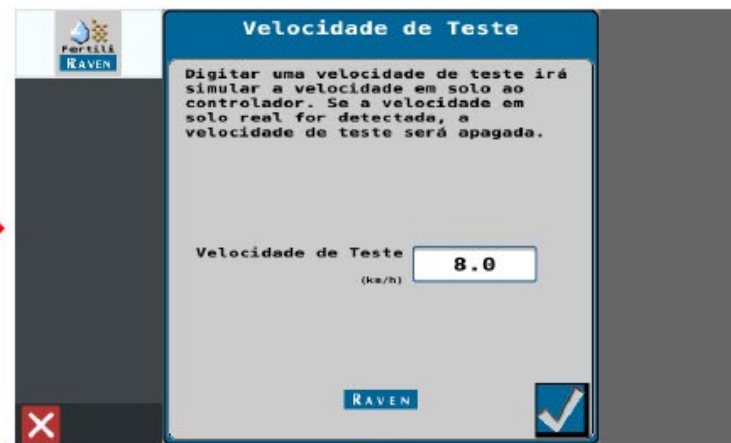 Fertili
RAVEN
Velocidade de Teste
Digitar uma velocidade de teste irá
simular a velocidade em solo ao
controlador. Se a velocidade em
solo real for detectada, a
velocidade de teste será apagada.
Velocidade de Teste
8.0
(km/h)
RAVEN